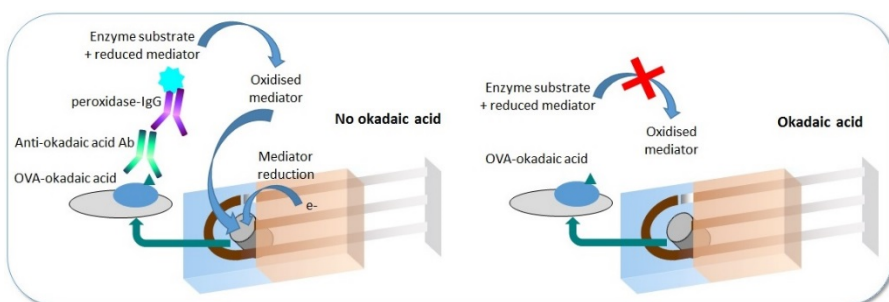 Enzyme substrate
+ reduced mediator
Oxidised
mediator
peroxidase-IgG
No okadaic acid
Anti-okadaic acid Ab
Mediator
reduction
OVA-okadaic acid
e-
Enzyme substrate
+ reduced mediator
Okadaic acid
Oxidised
mediator
OVA-okadaic acid